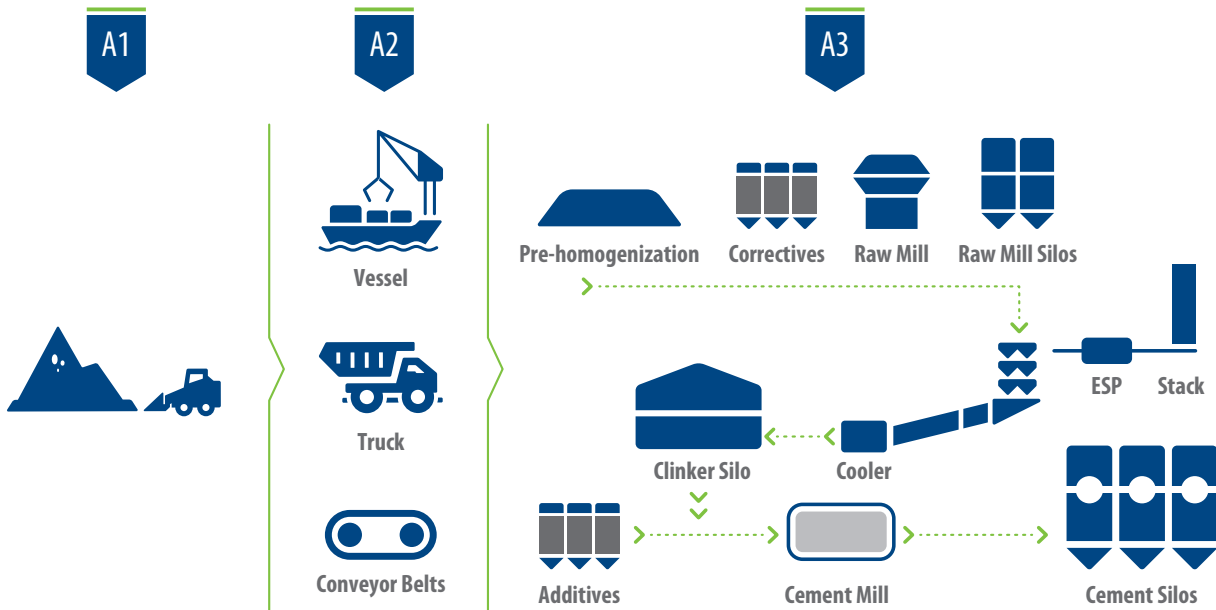 A1
A2
A3
Vessel
Truck
Conveyor Belts
Pre-homogenization
Correctives
Raw Mill
Raw Mill Silos
ESP
Stack
Clinker Silo
Cooler
Additives
Cement Mill
Cement Silos